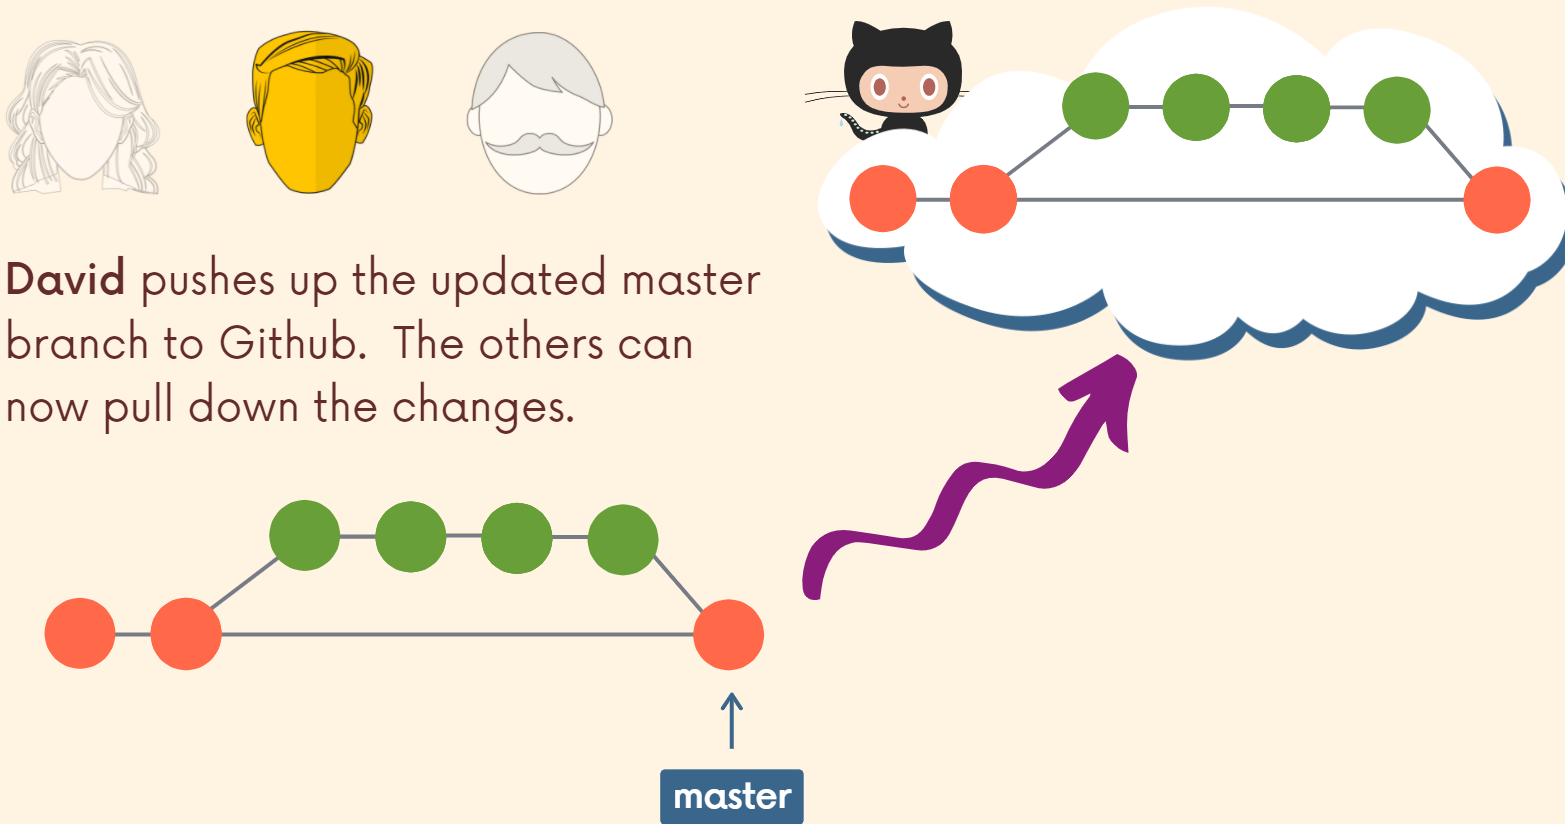 David pushes up the updated master
branch to Github.  The others can
now pull down the changes.
master